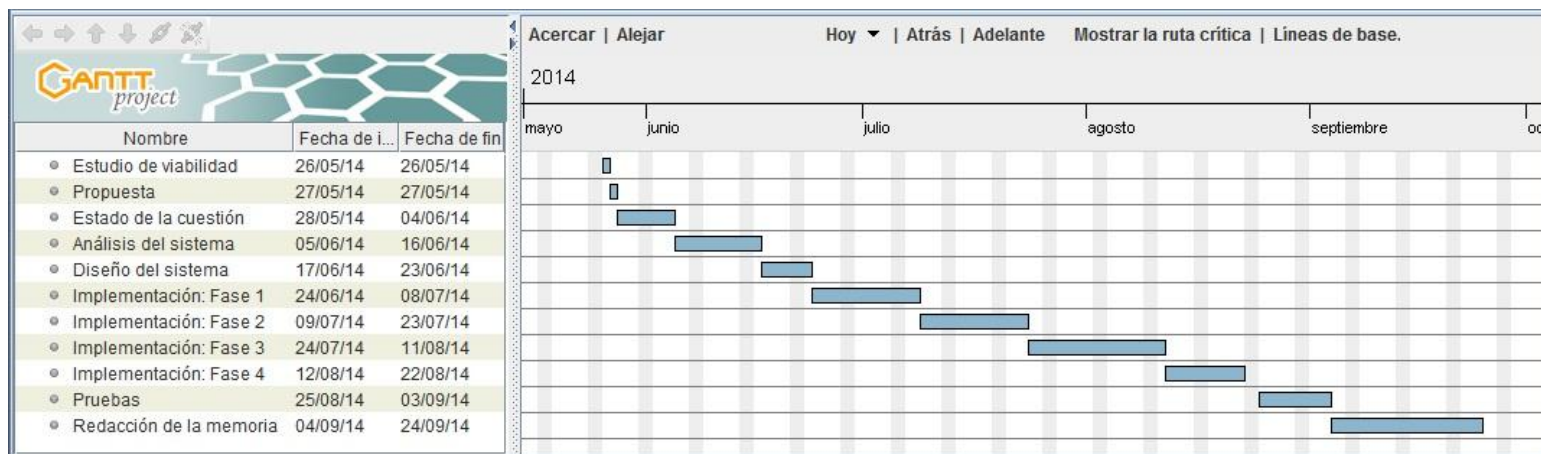 Acercar | Alejar Hoy | Atrás | Adelante Mostrar la ruta crítica | Líneas de base.
2014
GANTT
project
Nombre Fecha de i... Fecha de fin
mayo junio julio agosto septiembre oc
Estudio de viabilidad 26/05/14 26/05/14
Propuesta 27/05/14 27/05/14
Estado de la cuestión 28/05/14 04/06/14
Análisis del sistema 05/06/14 16/06/14
Diseño del sistema 17/06/14 23/06/14
Implementación: Fase 1 24/06/14 08/07/14
Implementación: Fase 2 09/07/14 23/07/14
Implementación: Fase 3 24/07/14 11/08/14
Implementación: Fase 4 12/08/14 22/08/14
Pruebas 25/08/14 03/09/14
Redacción de la memoria 04/09/14 24/09/14